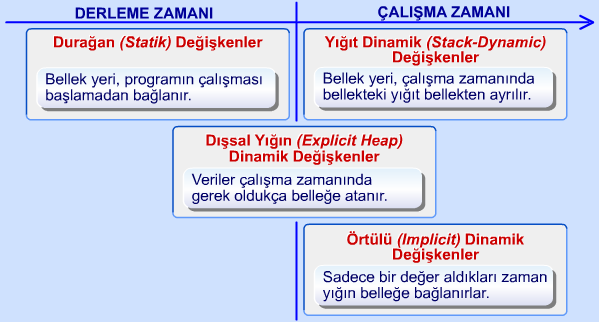 DERLEME ZAMANI
ÇALIŞMA ZAMANI
Durağan (Statik) Değişkenler
Bellek yeri, programın çalışması
başlamadan bağlanır.
Yığıt Dinamik (Stack-Dynamic)
Değişkenler
Bellek yeri, çalışma zamanında
bellekteki yığıt bellekten ayrılır.
Dışsal Yığın (Explicit Heap)
Dinamik Değişkenler
Veriler çalışma zamanında
gerek oldukça belleğe atanır.
Örtülü (Implicit) Dinamik
Değişkenler
Sadece bir değer aldıkları zaman
yığın belleğe bağlanırlar.